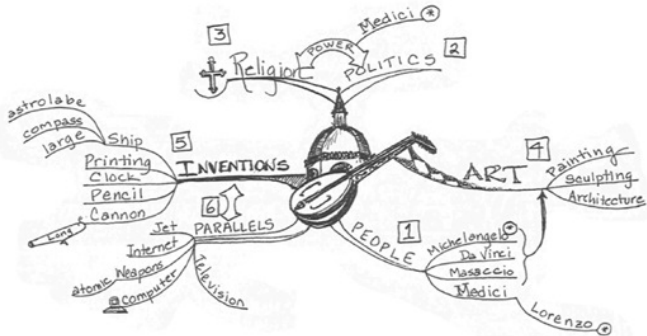 Medici
3
POWER
2
Religion
POLITICS
astrolabe
compass
large
Ship
5
4
Printing
INVENTIONS
ART
Painting
Clock
Sculpting
Pencil
Architecture
Cannon
6
Long
1
Jet
PARALLELS
PEOPLE
Michelangelo
Internet
Da Vinci
atomic Weapons
Masaccio
Computer
Medici
Television
Lorenzo